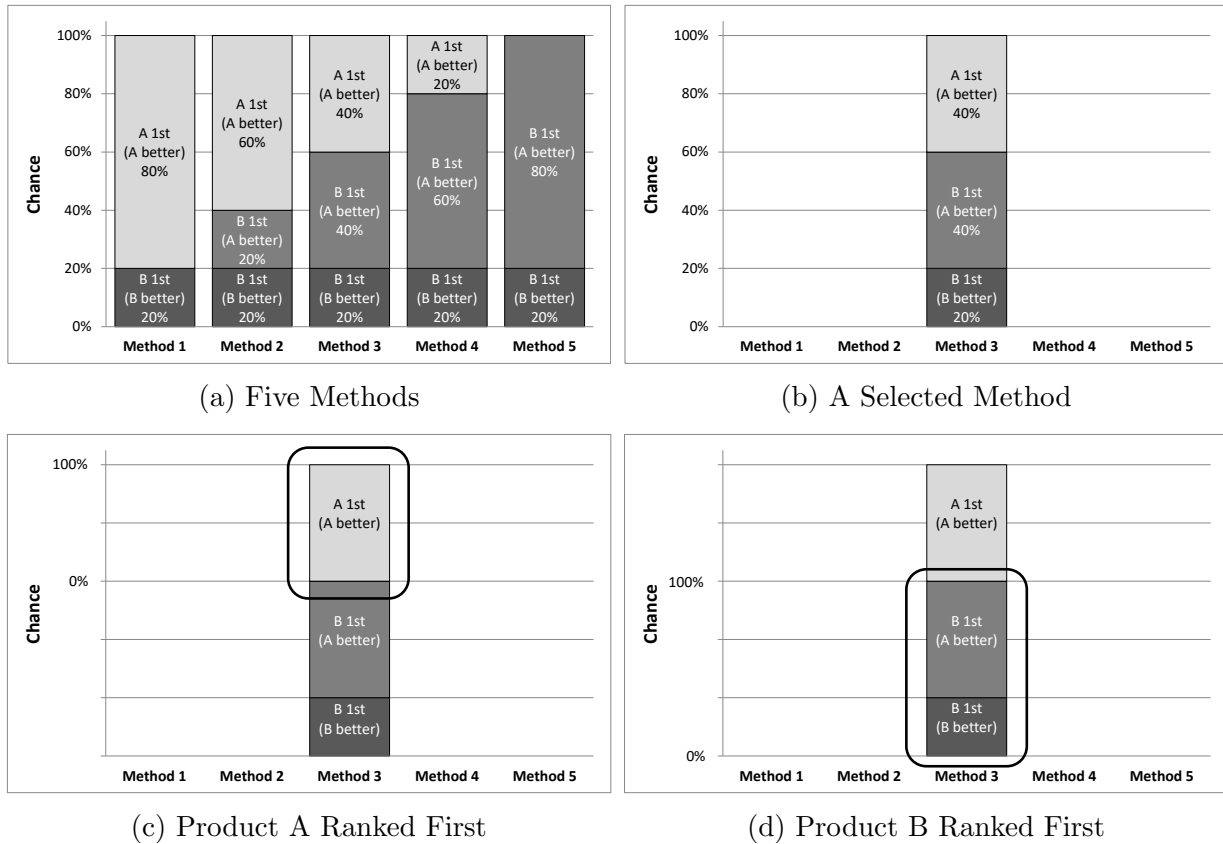 100%
80%
60%
40%
20%
0%
Chance
A 1st
(A better)
80%
B 1st
(B better)
20%
A 1st
(A better)
60%
B 1st
(A better)
20%
B 1st
(B better)
20%
A 1st
(A better)
40%
B 1st
(A better)
40%
B 1st
(B better)
20%
A 1st
(A better)
20%
B 1st
(A better)
60%
B 1st
(B better)
20%
B 1st
(A better)
80%
B 1st
(B better)
20%
Method 1 Method 2 Method 3 Method 4 Method 5
(a) Five Methods
100%
80%
60%
40%
20%
0%
Chance
A 1st
(A better)
40%
B 1st
(A better)
40%
B 1st
(B better)
20%
Method 1 Method 2 Method 3 Method 4 Method 5
(b) A Selected Method
100%
0%
Chance
A 1st
(A better)
B 1st
(A better)
B 1st
(B better)
Method 1 Method 2 Method 3 Method 4 Method 5
(c) Product A Ranked First
100%
0%
Chance
A 1st
(A better)
B 1st
(A better)
B 1st
(B better)
Method 1 Method 2 Method 3 Method 4 Method 5
(d) Product B Ranked First